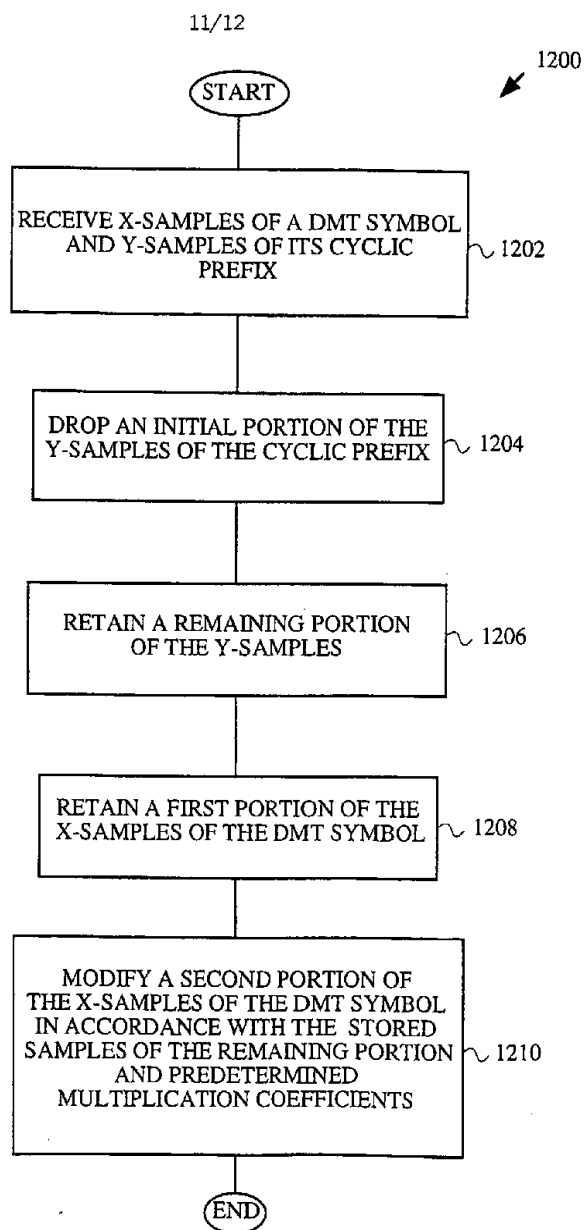 11/12
1200
START
RECEIVE X-SAMPLES OF A DMT SYMBOL
AND Y-SAMPLES OF ITS CYCLIC
PREFIX
1202
DROP AN INITIAL PORTION OF THE
Y-SAMPLES OF THE CYCLIC PREFIX
1204
RETAIN A REMAINING PORTION
OF THE Y-SAMPLES
1206
RETAIN A FIRST PORTION OF THE
X-SAMPLES OF THE DMT SYMBOL
1208
MODIFY A SECOND PORTION OF
THE X-SAMPLES OF THE DMT SYMBOL
IN ACCORDANCE WITH THE STORED
SAMPLES OF THE REMAINING PORTION
AND PREDETERMINED
MULTIPLICATION COEFFICIENTS
1210
END